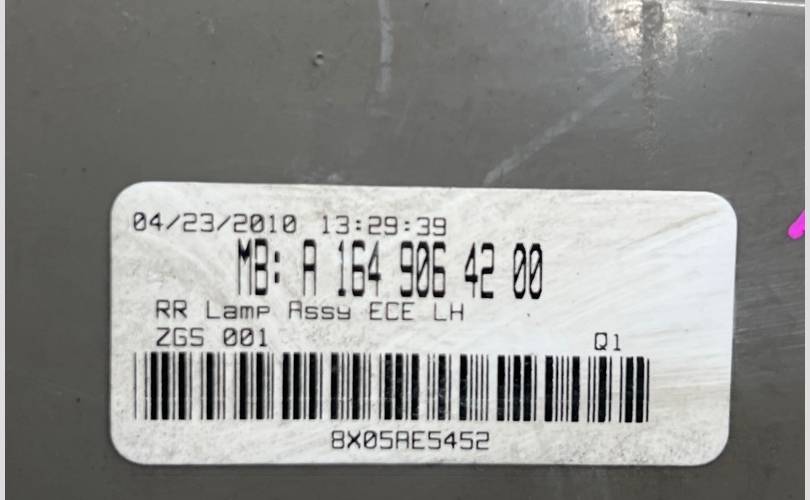 04/23/2010 13:29:39
MB: A 164 906 42 00
RR Lamp Assy ECE LH
ZGS 001 Q1
8X05AE5452